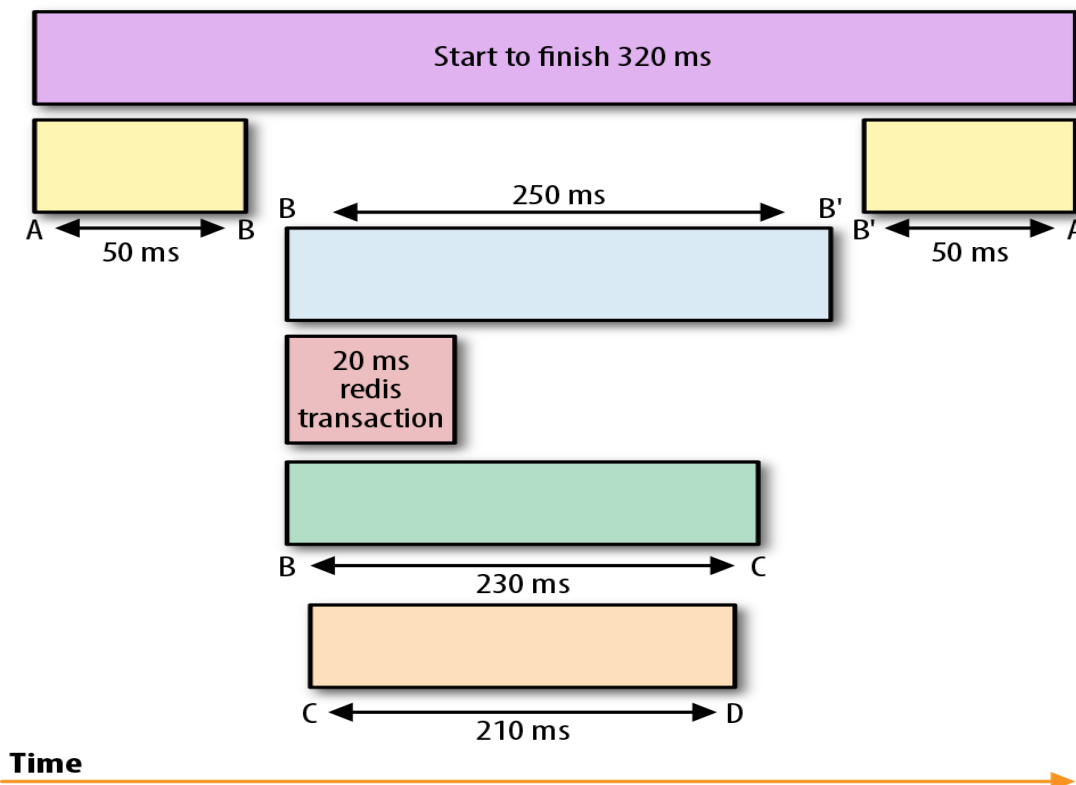 Start to finish 320 ms
250 ms
B B'
A B B' A
50 ms 50 ms
20 ms
redis
transaction
B C
230 ms
C D
210 ms
Time